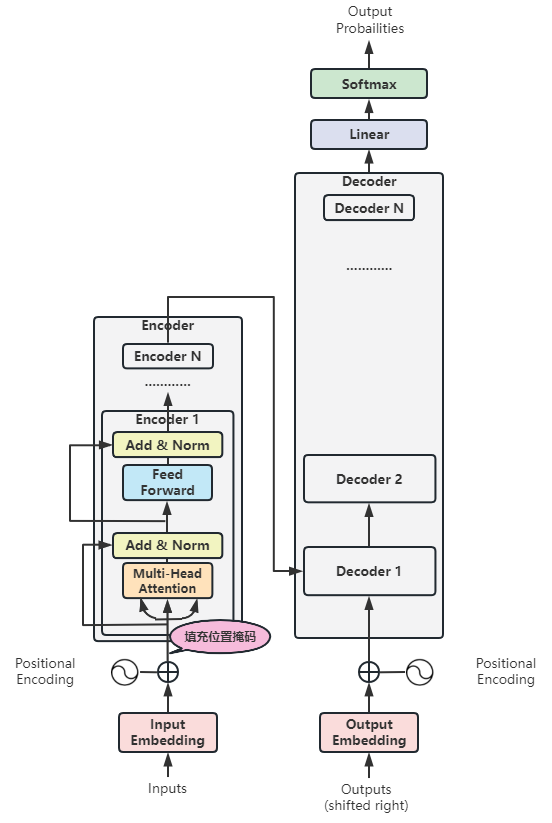 Output
Probailities
Softmax
Linear
Decoder
Decoder N
............
Encoder
Encoder N
............
Encoder 1
Add & Norm
Feed
Forward
Decoder 2
Add & Norm
Multi-Head
Attention
Decoder 1
填充位置掩码
Positional
Encoding
Positional
Encoding
Input
Embedding
Output
Embedding
Inputs
Outputs
(shifted right)